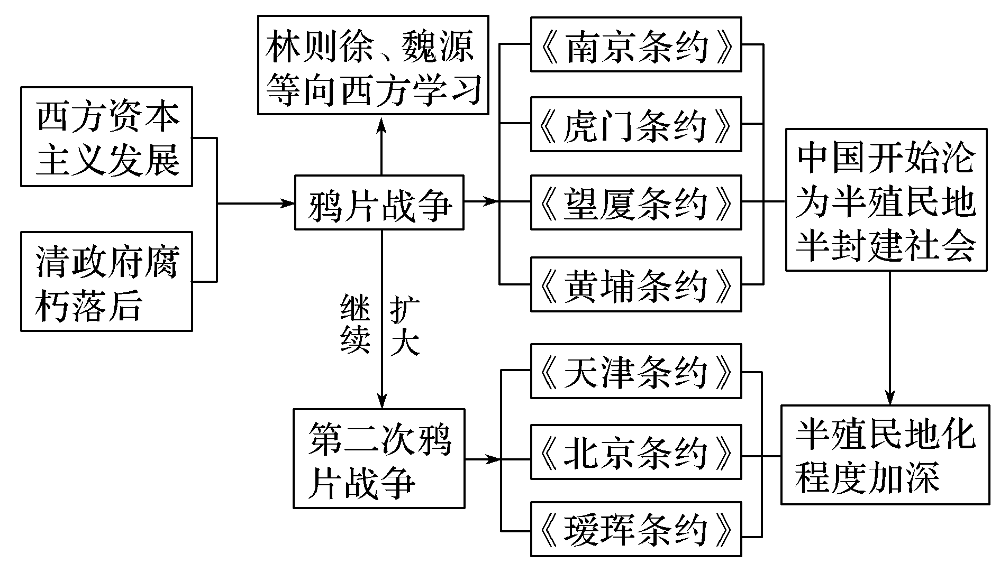 西方资本
主义发展
清政府腐
朽落后
林则徐、魏源
等向西方学习
鸦片战争
继续
扩大
第二次鸦
片战争
《南京条约》
《虎门条约》
《望厦条约》
《黄埔条约》
《天津条约》
《北京条约》
《瑷珲条约》
中国开始沦
为半殖民地
半封建社会
半殖民地化
程度加深